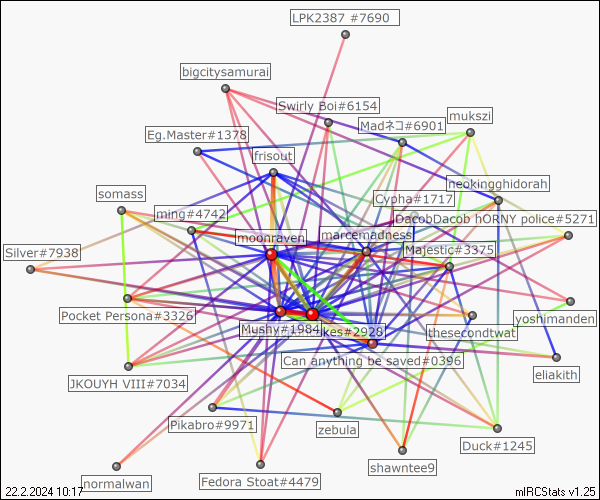 LPK2387 #7690
bigcitysamurai
Swirly Boi#6154
mukszi
Madネコ#6901
Eg.Master#1378
frisout
neokingghidorah
somass
Cypha#1717
ming#4742
DacobDacob hORNY police#5271
moonraven
marcemadness
Silver#7938
Majestic#3375
Pocket Persona#3326
yoshimanden
Mushy#1984
kes#2929
thesecondtwat
Can anything be saved#0396
JKOUYH VIII#7034
eliakith
Pikabro#9971
zebula
Duck#1245
normalwan
Fedora Stoat#4479
shawntee9
22.2.2024 10:17
mIRCStats v1.25